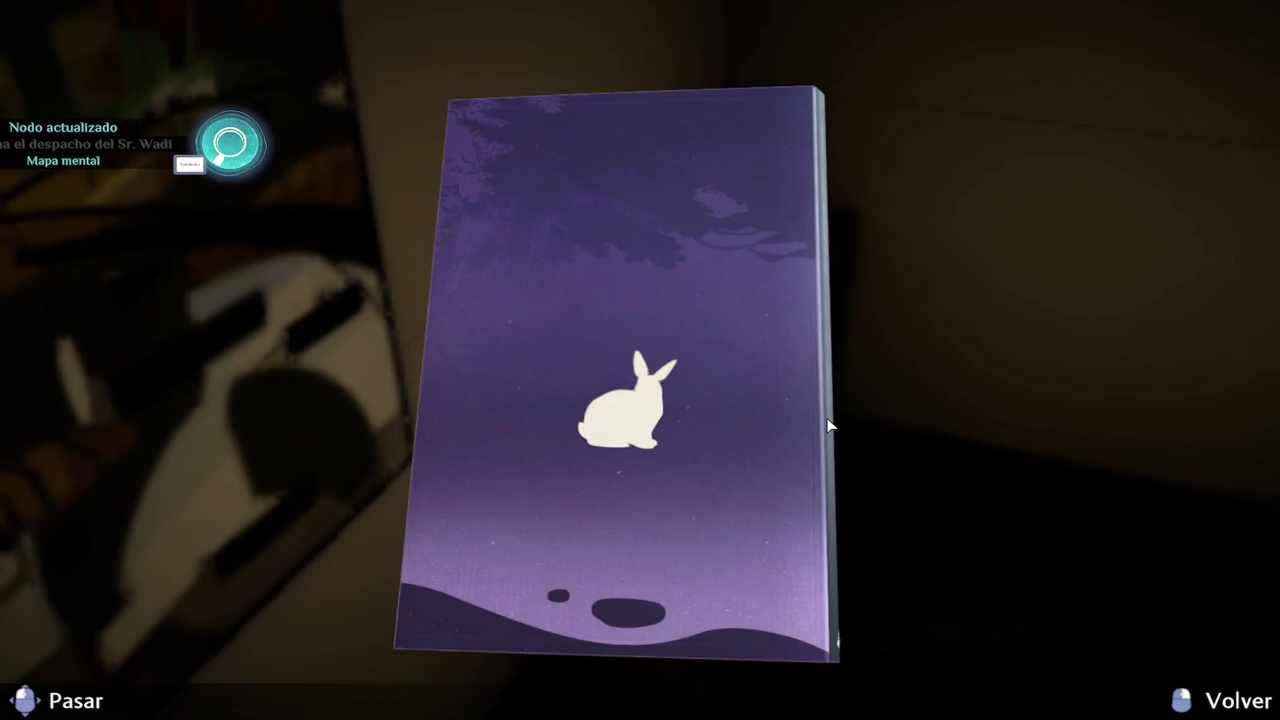 Nodo actualizado
a el despacho del Sr. Wadi
Mapa mental
Pasar
Volver